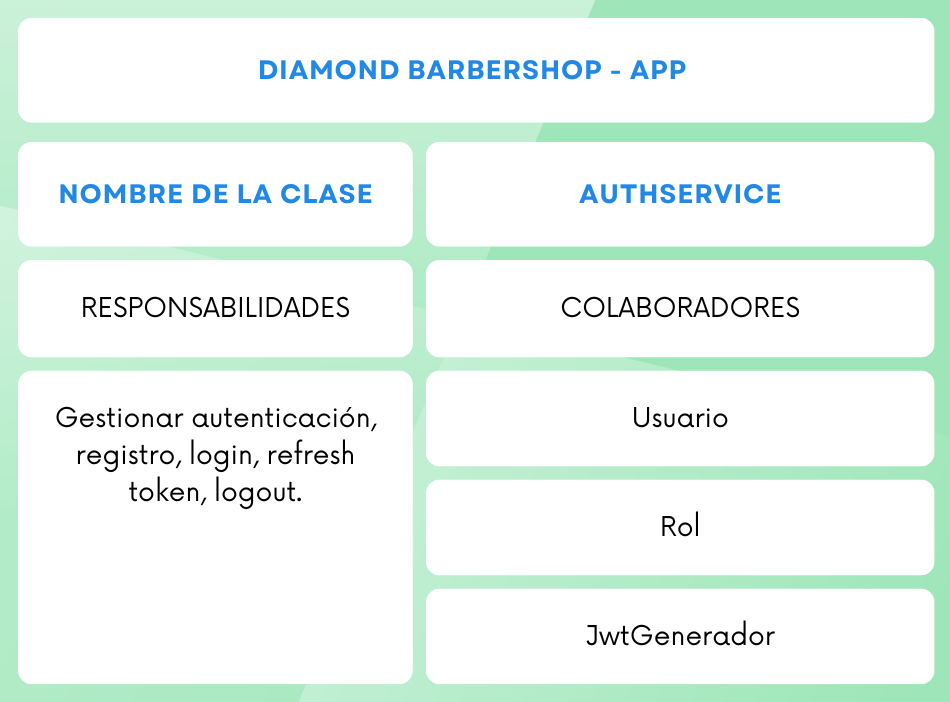 DIAMOND BARBERSHOP - APP
NOMBRE DE LA CLASE
AUTHSERVICE
RESPONSABILIDADES
COLABORADORES
Gestionar autenticación,
registro, login, refresh
token, logout.
Usuario
Rol
JwtGenerador